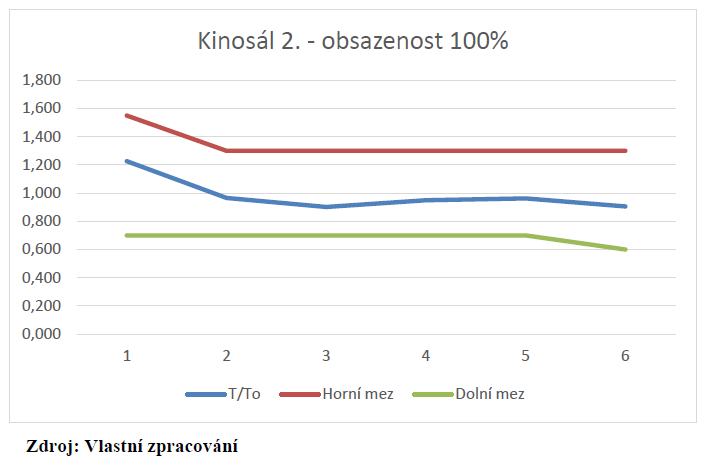 Kinosál 2. - obsazenost 100%
1,800
1,600
1,400
1,200
1,000
0,800
0,600
0,400
0,200
0,000
1 2 3 4 5 6
T/To Horní mez Dolní mez
Zdroj: Vlastní zpracování